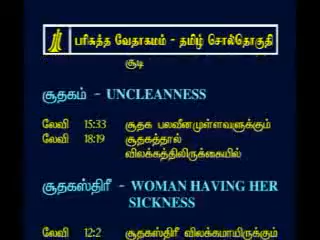 பரிசுத்த வேதாகமம் - தமிழ் சொல்தொகுதி
சூடி
சூதகம் - UNCLEANNESS
லேவி 15:33 சூதக பலவீனமுள்ளவளுக்கும்
லேவி 18:19 சூதகத்தால்
விலக்கத்திலிருக்கையில்
சூதகஸ்திரீ - WOMAN HAVING HER
SICKNESS
லேவி 12:2 சூதகஸ்திரீ விலக்கமாயிருக்கும்